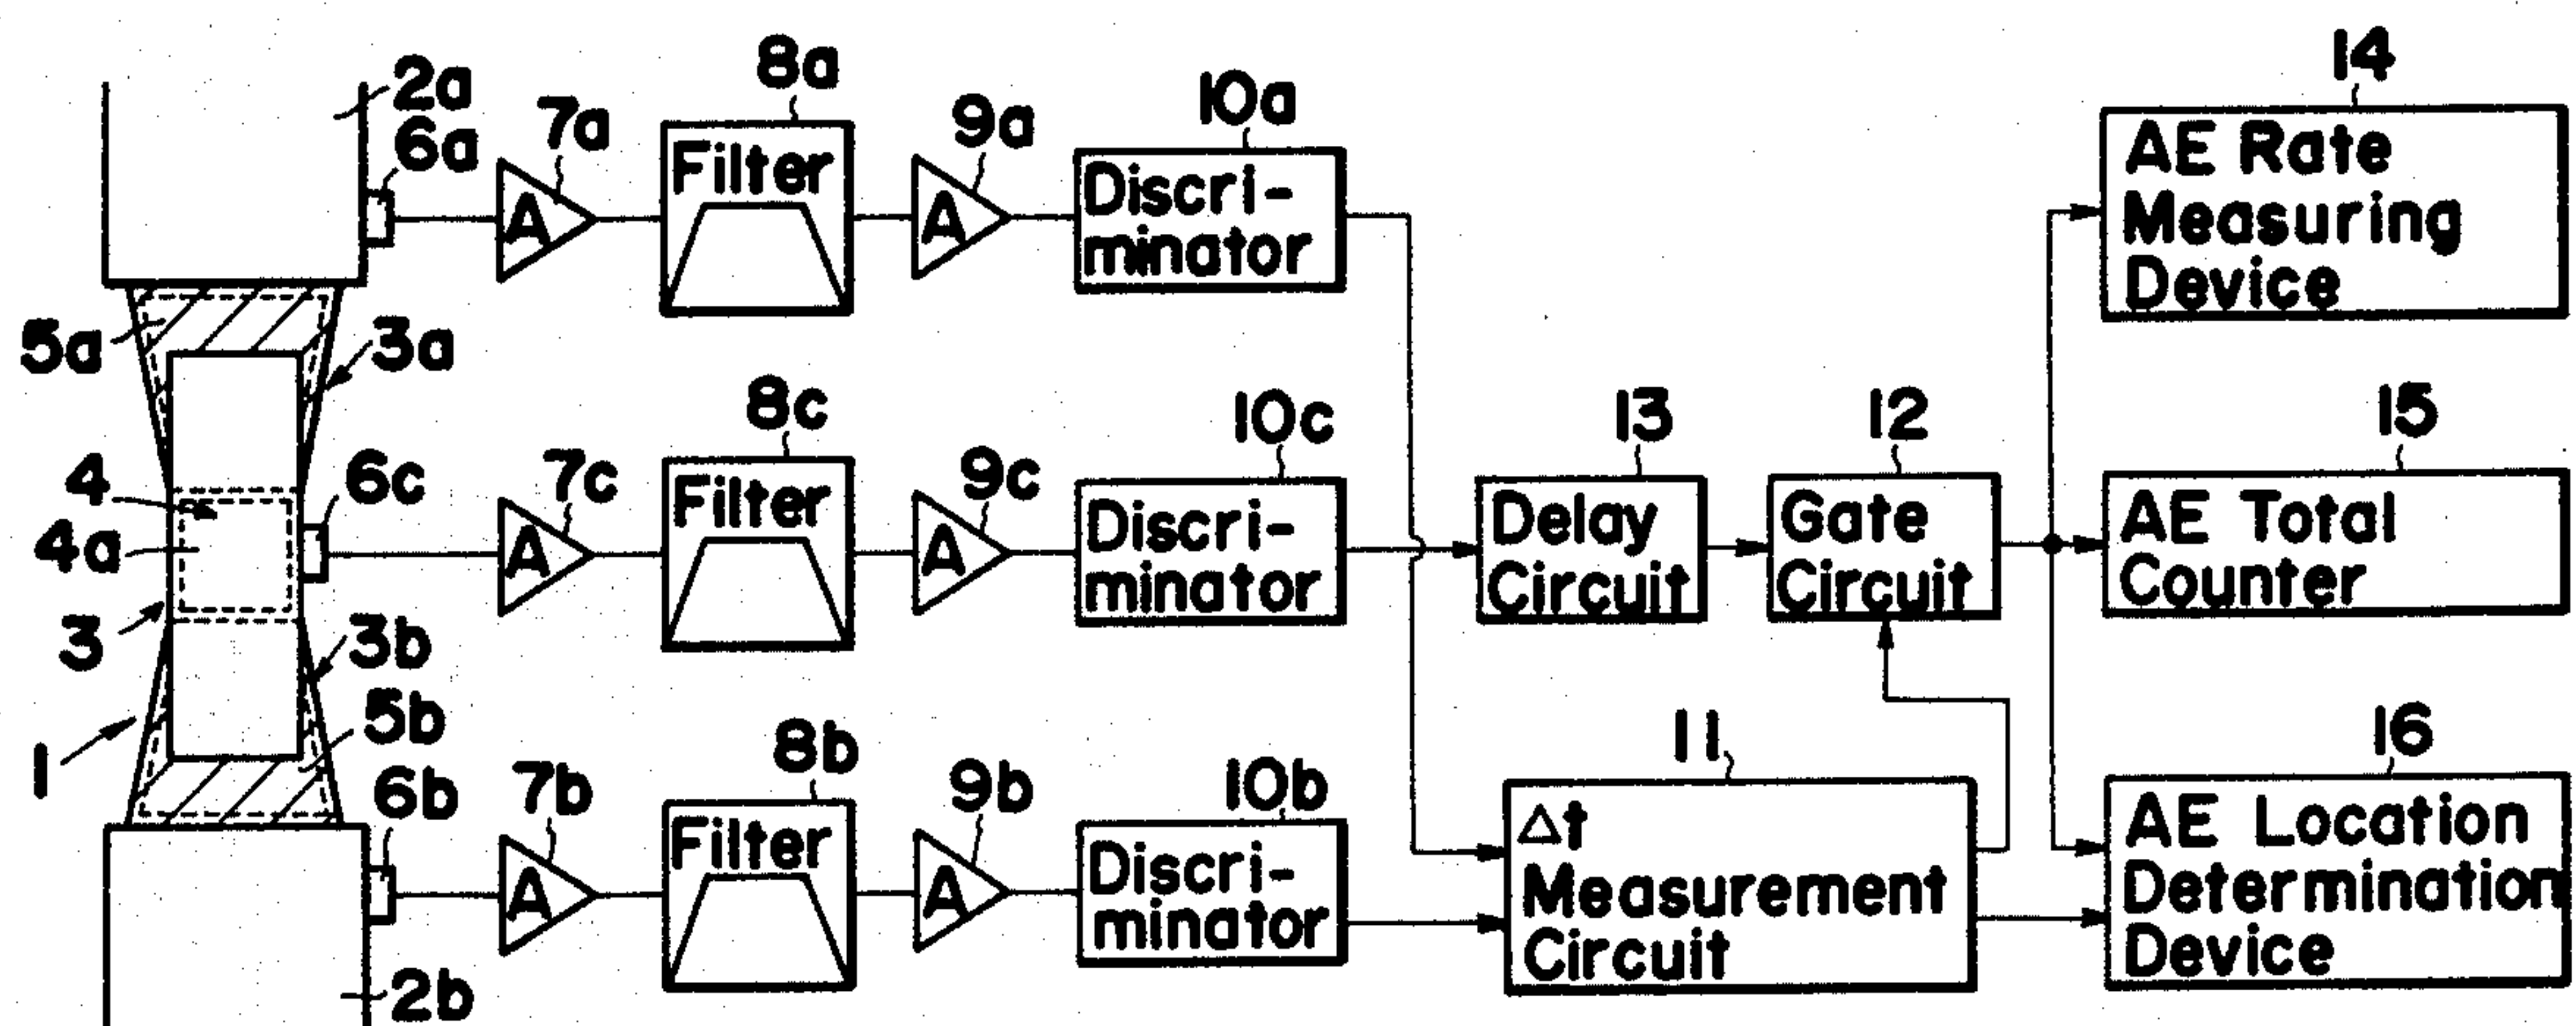 2a
6a
7a
8a
Filter
A
9a
A
10a
Discri-
minator
14
AE Rate
Measuring
Device
5a
3a
4
4a
6c
3
7c
A
8c
Filter
9c
A
10c
Discri-
minator
13
Delay
Circuit
12
Gate
Circuit
15
AE Total
Counter
3b
5b
1
6b
2b
7b
A
8b
Filter
9b
A
10b
Discri-
minator
11
Δt
Measurement
Circuit
16
AE Location
Determination
Device